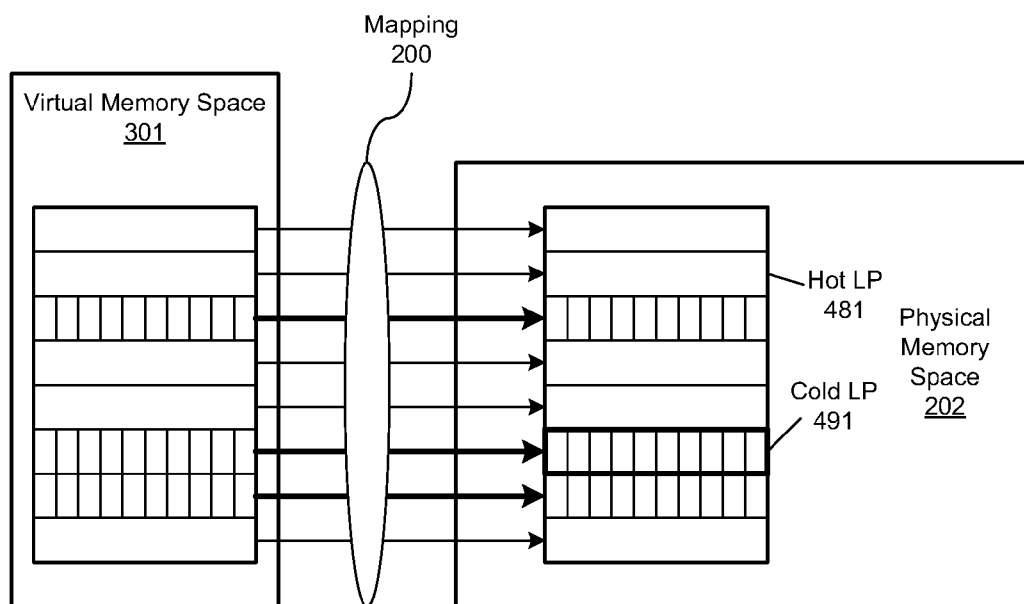 Mapping
200
Virtual Memory Space
301
Hot LP
481
Physical
Memory
Space
202
Cold LP
491